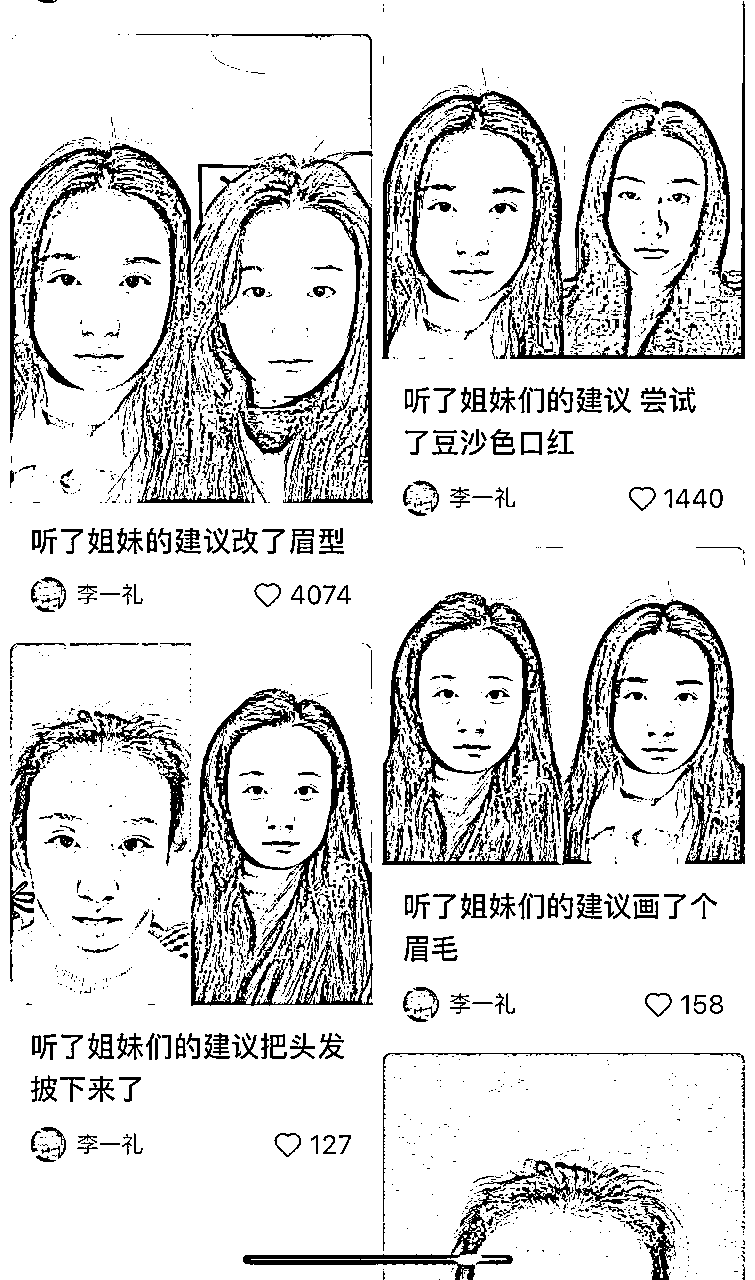 听了姐妹的建议改了眉型
李一礼
4074
听了姐妹们的建议 尝试
了豆沙色口红
李一礼
1440
听了姐妹们的建议把头发
披下来了
李一礼
127
听了姐妹们的建议画了个
眉毛
李一礼
158